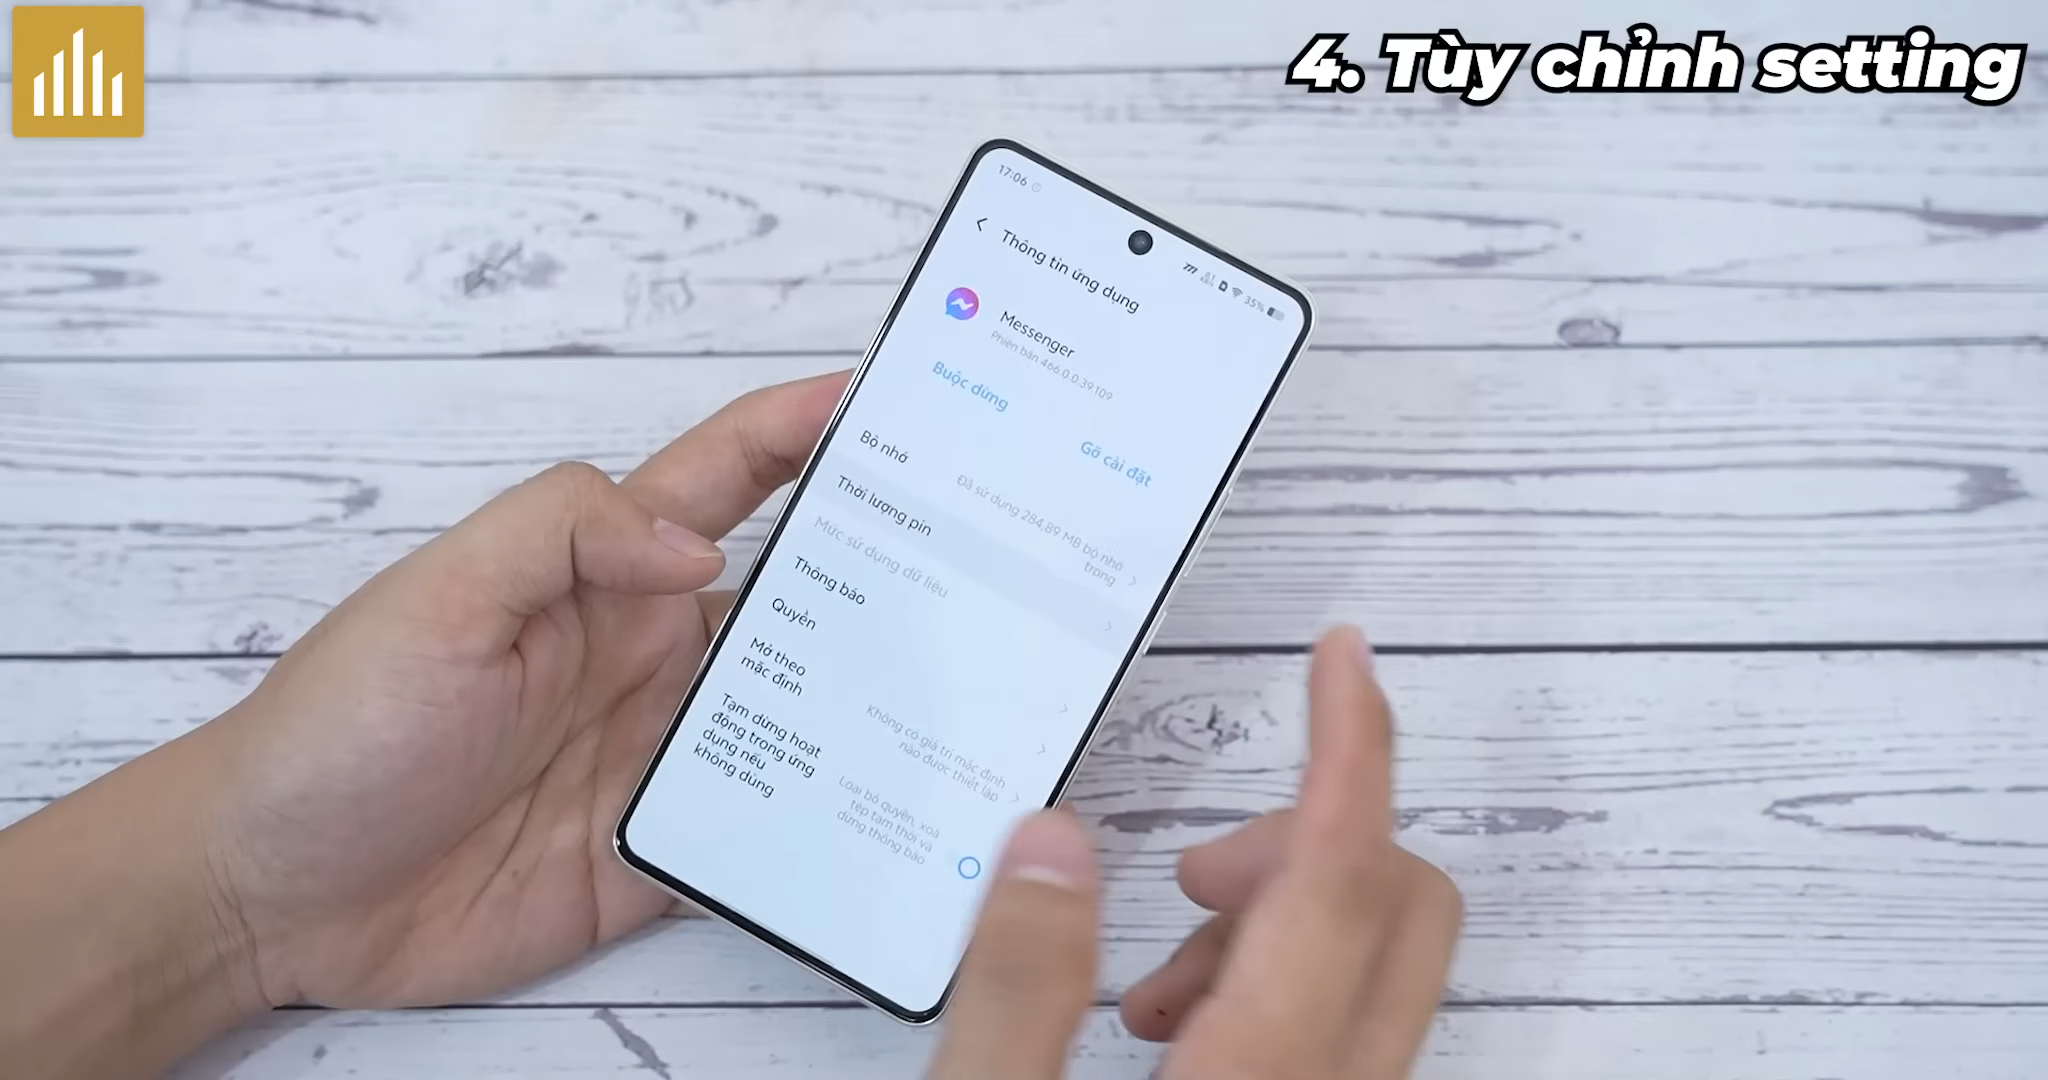 4. Tùy chỉnh setting
17:06
35%
Thông tin ứng dụng
Messenger
Phiên bản 466.0.0.39109
Buộc dừng
Gỡ cài đặt
Bộ nhớ
Đã sử dụng 284,89 MB bộ nhớ
trong
Thời lượng pin
Mức sử dụng dữ liệu
Thông báo
Quyền
Mở theo
mặc định
Không có giá trị mặc định
nào được thiết lập
Tạm dừng hoạt
động trong ứng
dụng nếu
không dùng
Loại bỏ quyền, xoá
tệp tạm thời và
dừng thông báo